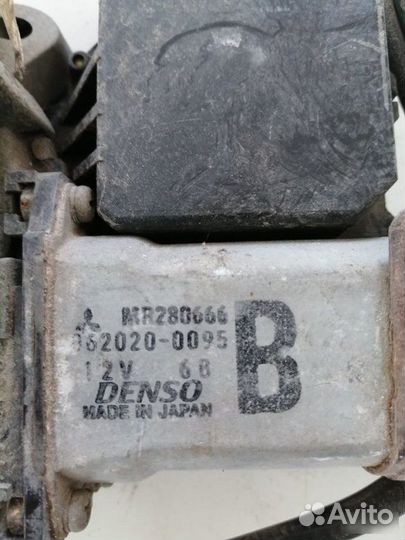 MR280666
062020-0095
12V 6B
DENSO
MADE IN JAPAN
B
Avito